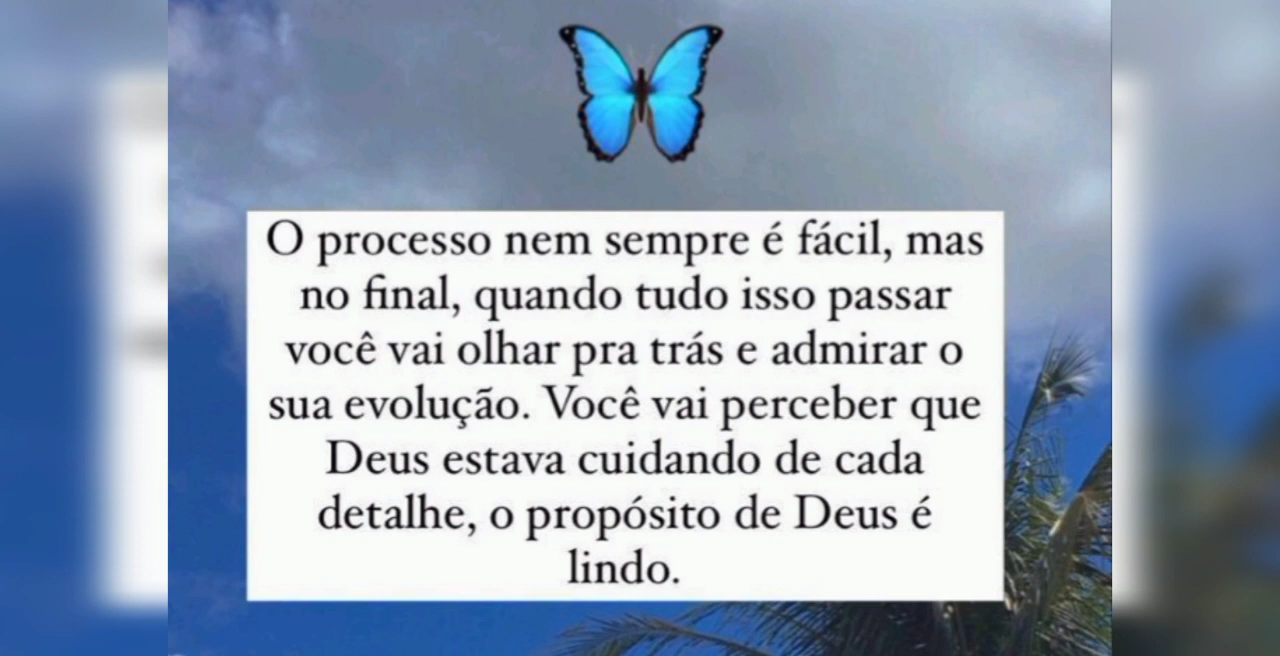 O processo nem sempre é fácil, mas
no final, quando tudo isso passar
você vai olhar pra trás e admirar o
sua evolução. Você vai perceber que
Deus estava cuidando de cada
detalhe, o propósito de Deus é
lindo.